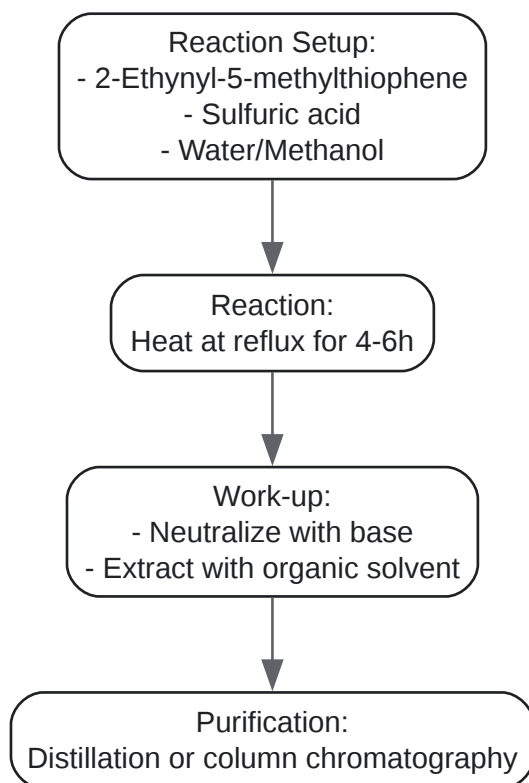 Reaction Setup:
- 2-Ethynyl-5-methylthiophene
- Sulfuric acid
- Water/Methanol
Reaction:
Heat at reflux for 4-6h
Work-up:
- Neutralize with base
- Extract with organic solvent
Purification:
Distillation or column chromatography